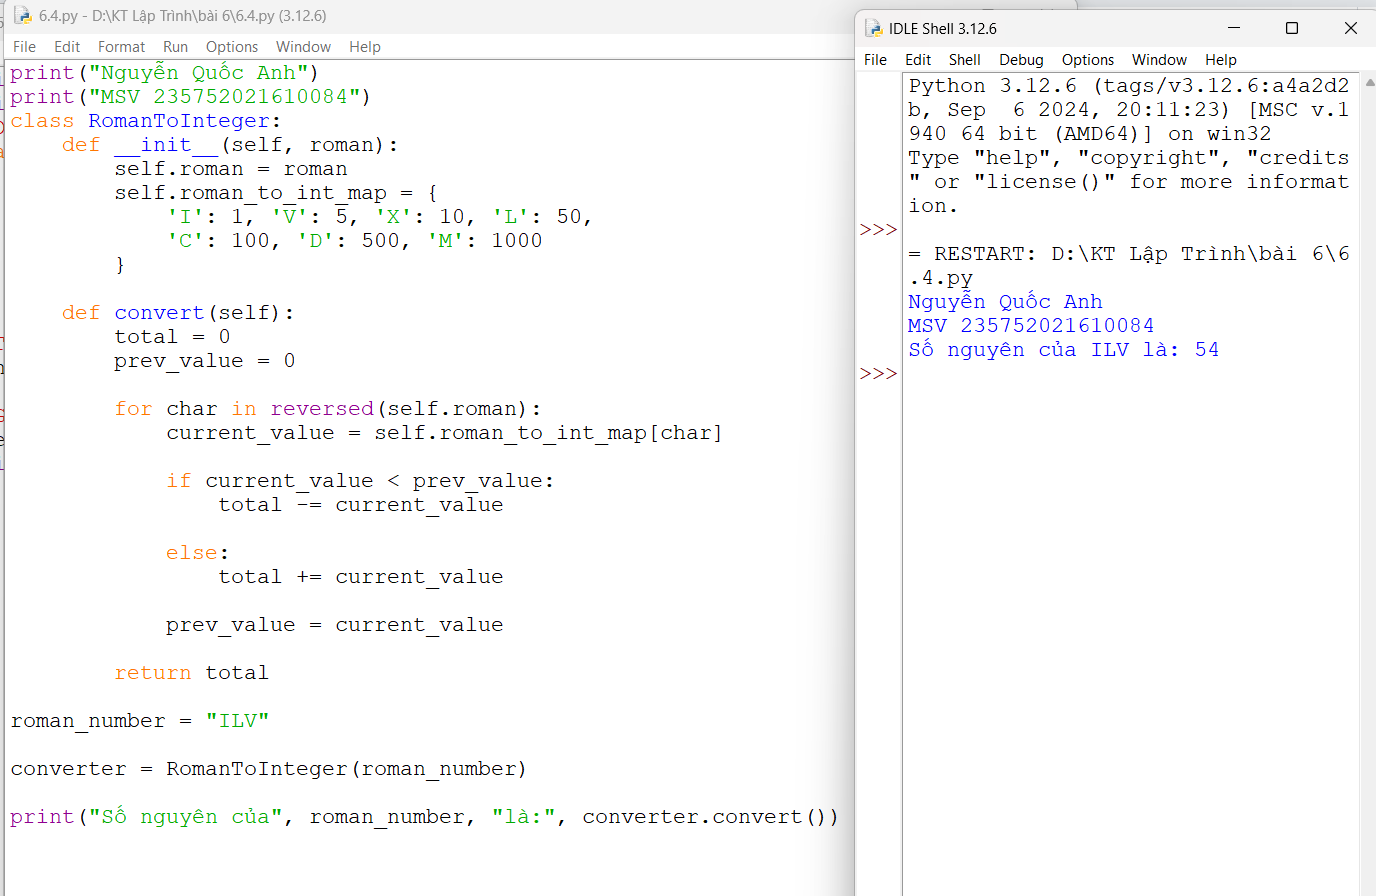 6.4.py - D:\KT Lập Trình\bài 6\6.4.py (3.12.6)
File Edit Format Run Options Window Help
print("Nguyễn Quốc Anh")
print("MSV 235752021610084")
class RomanToInteger:
    def __init__(self, roman):
        self.roman = roman
        self.roman_to_int_map = {
            'I': 1, 'V': 5, 'X': 10, 'L': 50,
            'C': 100, 'D': 500, 'M': 1000
        }
    def convert(self):
        total = 0
        prev_value = 0
        for char in reversed(self.roman):
            current_value = self.roman_to_int_map[char]
            if current_value < prev_value:
                total -= current_value
            else:
                total += current_value
            prev_value = current_value
        return total
roman_number = "ILV"
converter = RomanToInteger(roman_number)
print("Số nguyên của", roman_number, "là:", converter.convert())
IDLE Shell 3.12.6
File Edit Shell Debug Options Window Help
Python 3.12.6 (tags/v3.12.6:a4a2d2
b, Sep  6 2024, 20:11:23) [MSC v.1
940 64 bit (AMD64)] on win32
Type "help", "copyright", "credits
" or "license()" for more informat
ion.
>>>
= RESTART: D:\KT Lập Trình\bài 6\6
.4.py
Nguyễn Quốc Anh
MSV 235752021610084
Số nguyên của ILV là: 54
>>>